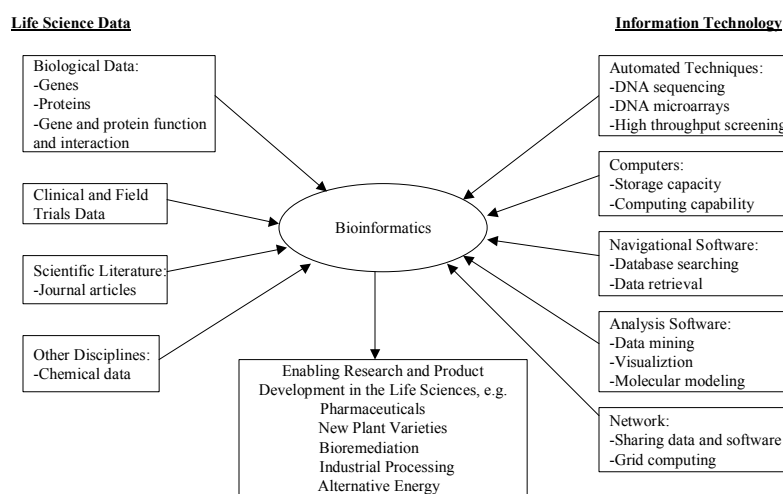 Life Science Data
Biological Data:
-Genes
-Proteins
-Gene and protein function
and interaction
Clinical and Field
Trials Data
Scientific Literature:
-Journal articles
Other Disciplines:
-Chemical data
Bioinformatics
Enabling Research and Product
Development in the Life Sciences, e.g.
Pharmaceuticals
New Plant Varieties
Bioremediation
Industrial Processing
Alternative Energy
Information Technology
Automated Techniques:
-DNA sequencing
-DNA microarrays
-High throughput screening
Computers:
-Storage capacity
-Computing capability
Navigational Software:
-Database searching
-Data retrieval
Analysis Software:
-Data mining
-Visualiztion
-Molecular modeling
Network:
-Sharing data and software
-Grid computing